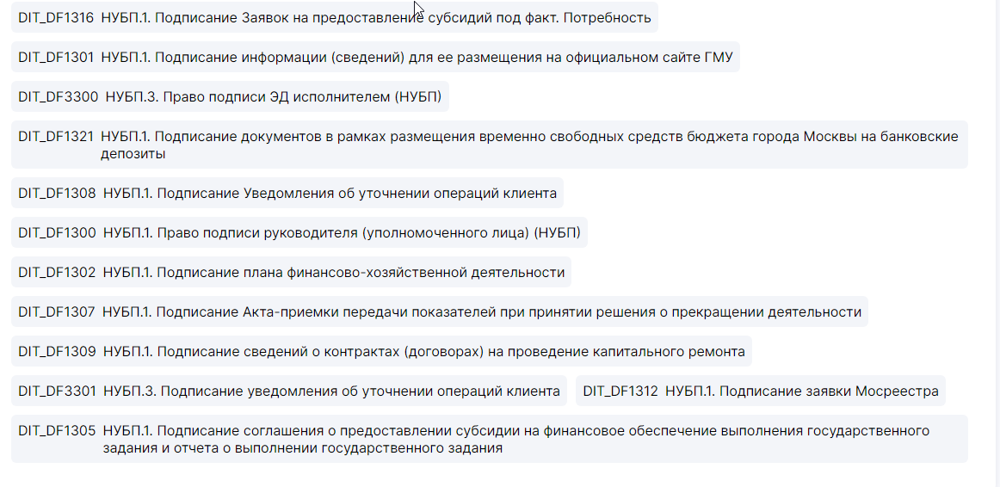 DIT_DF1316 НУБП.1. Подписание Заявок на предоставление субсидий под факт. Потребность
DIT_DF1301 НУБП.1. Подписание информации (сведений) для ее размещения на официальном сайте ГМУ
DIT_DF3300 НУБП.3. Право подписи ЭД исполнителем (НУБП)
DIT_DF1321 НУБП.1. Подписание документов в рамках размещения временно свободных средств бюджета города Москвы на банковские
депозиты
DIT_DF1308 НУБП.1. Подписание Уведомления об уточнении операций клиента
DIT_DF1300 НУБП.1. Право подписи руководителя (уполномоченного лица) (НУБП)
DIT_DF1302 НУБП.1. Подписание плана финансово-хозяйственной деятельности
DIT_DF1307 НУБП.1. Подписание Акта-приемки передачи показателей при принятии решения о прекращении деятельности
DIT_DF1309 НУБП.1. Подписание сведений о контрактах (договорах) на проведение капитального ремонта
DIT_DF3301 НУБП.3. Подписание уведомления об уточнении операций клиента DIT_DF1312 НУБП.1. Подписание заявки Мосреестра
DIT_DF1305 НУБП.1. Подписание соглашения о предоставлении субсидии на финансовое обеспечение выполнения государственного
задания и отчета о выполнении государственного задания